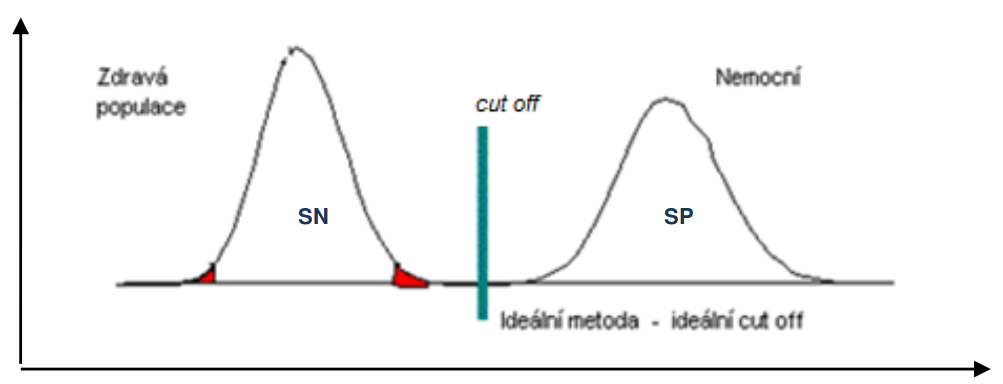 Zdravá
populace
Nemocní
cut off
SN
SP
Ideální metoda - ideální cut off